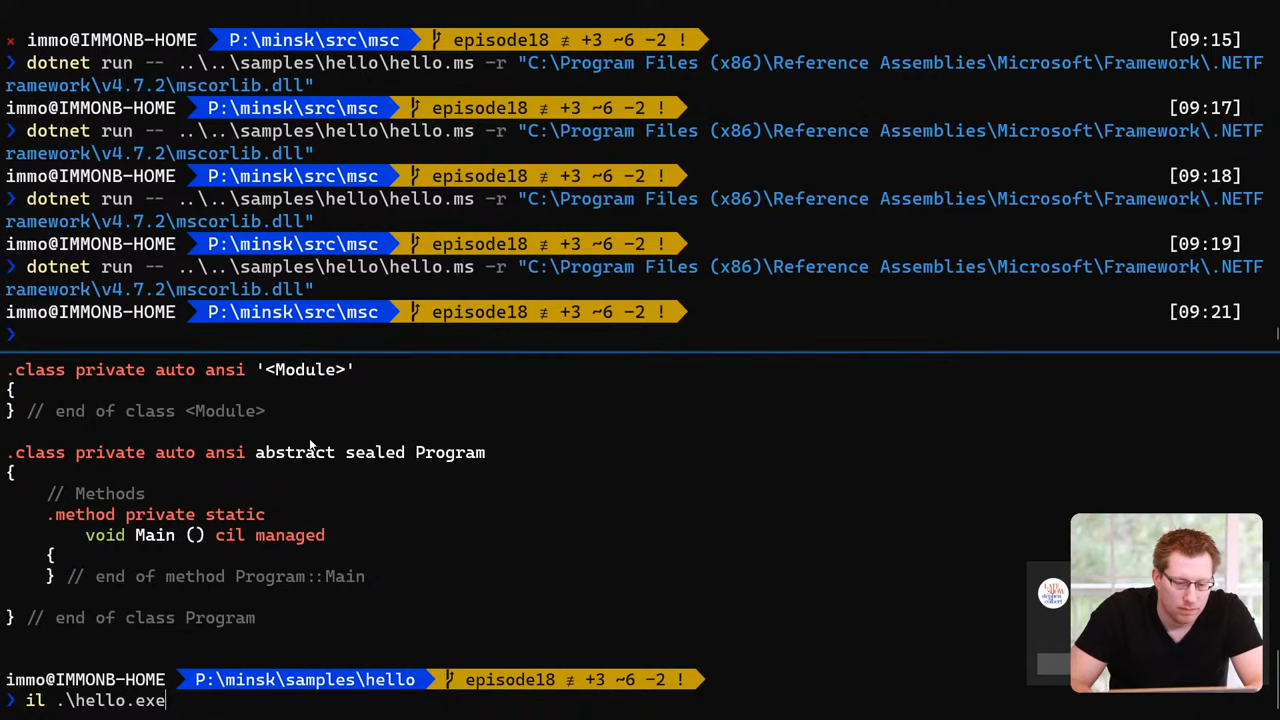 × immo@IMMONB-HOME P:\minsk\src\msc episode18 ≢ +3 ~6 -2 ! [09:15]
❯ dotnet run -- ..\..\samples\hello\hello.ms -r "C:\Program Files (x86)\Reference Assemblies\Microsoft\Framework\.NETF
ramework\v4.7.2\mscorlib.dll"
immo@IMMONB-HOME P:\minsk\src\msc episode18 ≢ +3 ~6 -2 ! [09:17]
❯ dotnet run -- ..\..\samples\hello\hello.ms -r "C:\Program Files (x86)\Reference Assemblies\Microsoft\Framework\.NETF
ramework\v4.7.2\mscorlib.dll"
immo@IMMONB-HOME P:\minsk\src\msc episode18 ≢ +3 ~6 -2 ! [09:18]
❯ dotnet run -- ..\..\samples\hello\hello.ms -r "C:\Program Files (x86)\Reference Assemblies\Microsoft\Framework\.NETF
ramework\v4.7.2\mscorlib.dll"
immo@IMMONB-HOME P:\minsk\src\msc episode18 ≢ +3 ~6 -2 ! [09:19]
❯ dotnet run -- ..\..\samples\hello\hello.ms -r "C:\Program Files (x86)\Reference Assemblies\Microsoft\Framework\.NETF
ramework\v4.7.2\mscorlib.dll"
immo@IMMONB-HOME P:\minsk\src\msc episode18 ≢ +3 ~6 -2 ! [09:21]
❯
.class private auto ansi '<Module>'
{
} // end of class <Module>
.class private auto ansi abstract sealed Program
{
// Methods
.method private static
void Main () cil managed
{
} // end of method Program::Main
} // end of class Program
immo@IMMONB-HOME P:\minsk\samples\hello episode18 ≢ +3 ~6 -2 !
❯ il .\hello.exe
LATE
SHOW